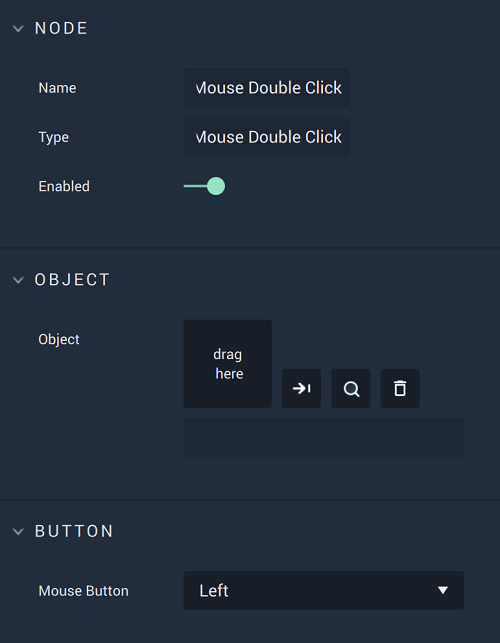 NODE
Name
Mouse Double Click
Type
Mouse Double Click
Enabled
OBJECT
Object
drag
here
BUTTON
Mouse Button
Left